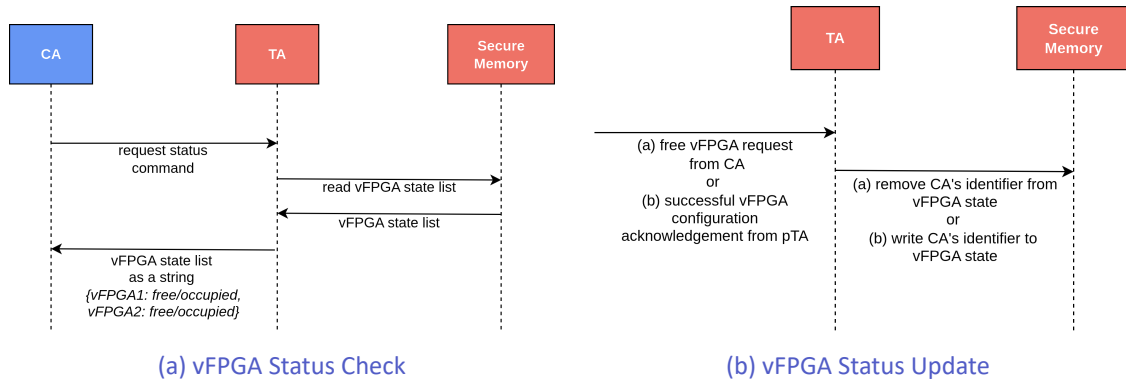 CA
TA
Secure
Memory
request status
command
read vFPGA state list
vFPGA state list
vFPGA state list
as a string
{vFPGA1: free/occupied,
vFPGA2: free/occupied}
(a) vFPGA Status Check
TA
Secure
Memory
(a) free vFPGA request
from CA
or
(b) successful vFPGA
configuration
acknowledgement from pTA
(a) remove CA's identifier from
vFPGA state
or
(b) write CA's identifier to
vFPGA state
(b) vFPGA Status Update